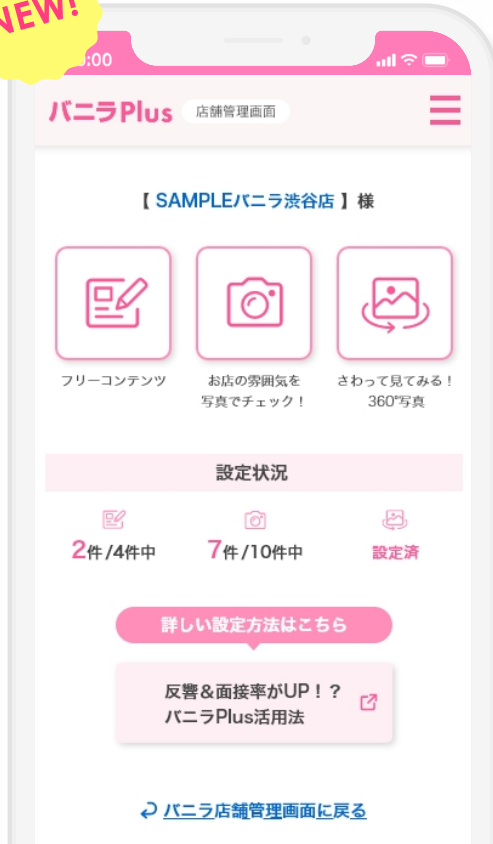 NEW!
:00
バニラPlus 店舗管理画面
【 SAMPLEバニラ渋谷店 】様
フリーコンテンツ
お店の雰囲気を
写真でチェック！
さわって見てみる！
360°写真
設定状況
2件/4件中 7件/10件中 設定済
詳しい設定方法はこちら
反響＆面接率がUP！？
バニラPlus活用法
バニラ店舗管理画面に戻る